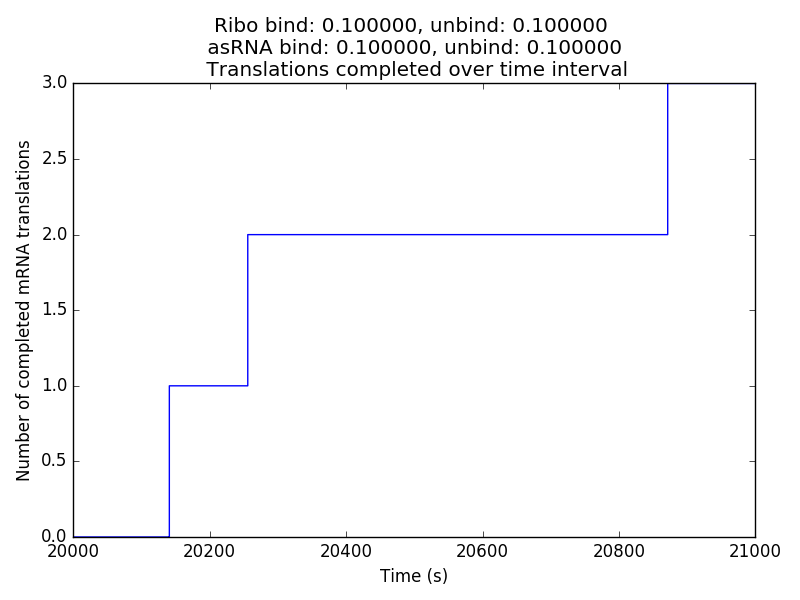 Ribo bind: 0.100000, unbind: 0.100000
asRNA bind: 0.100000, unbind: 0.100000
Translations completed over time interval
3.0
2.5
2.0
1.5
1.0
0.5
0.0
Number of completed mRNA translations
20000 20200 20400 20600 20800 21000
Time (s)